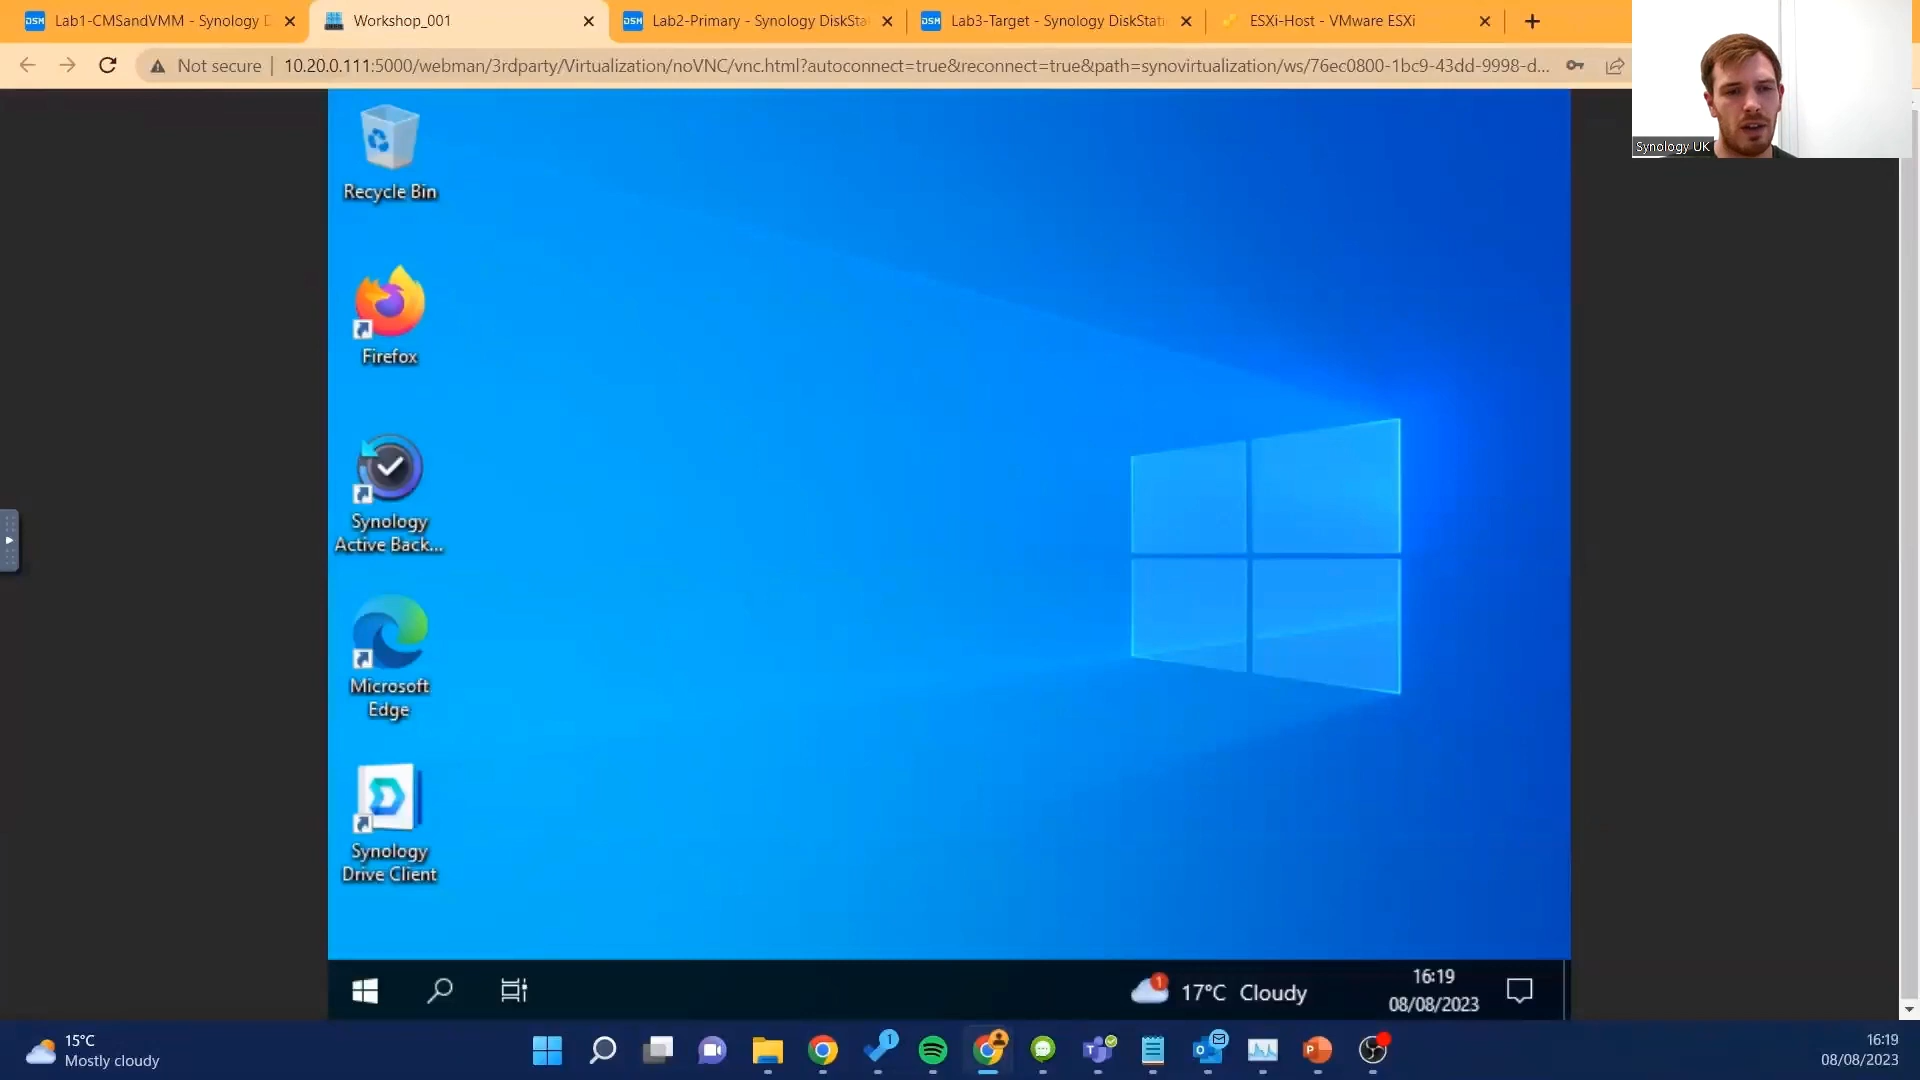 Lab1-CMSandVMM - Synology D
Workshop_001
Lab2-Primary - Synology DiskSta
Lab3-Target - Synology DiskStati
ESXi-Host - VMware ESXi
Not secure
10.20.0.111:5000/webman/3rdparty/Virtualization/noVNC/vnc.html?autoconnect=true&reconnect=true&path=synovirtualization/ws/76ec0800-1bc9-43dd-9998-d...
Synology UK
Recycle Bin
Firefox
Synology
Active Back...
Microsoft
Edge
Synology
Drive Client
1
17°C Cloudy
16:19
08/08/2023
15°C
Mostly cloudy
1
16:19
08/08/2023